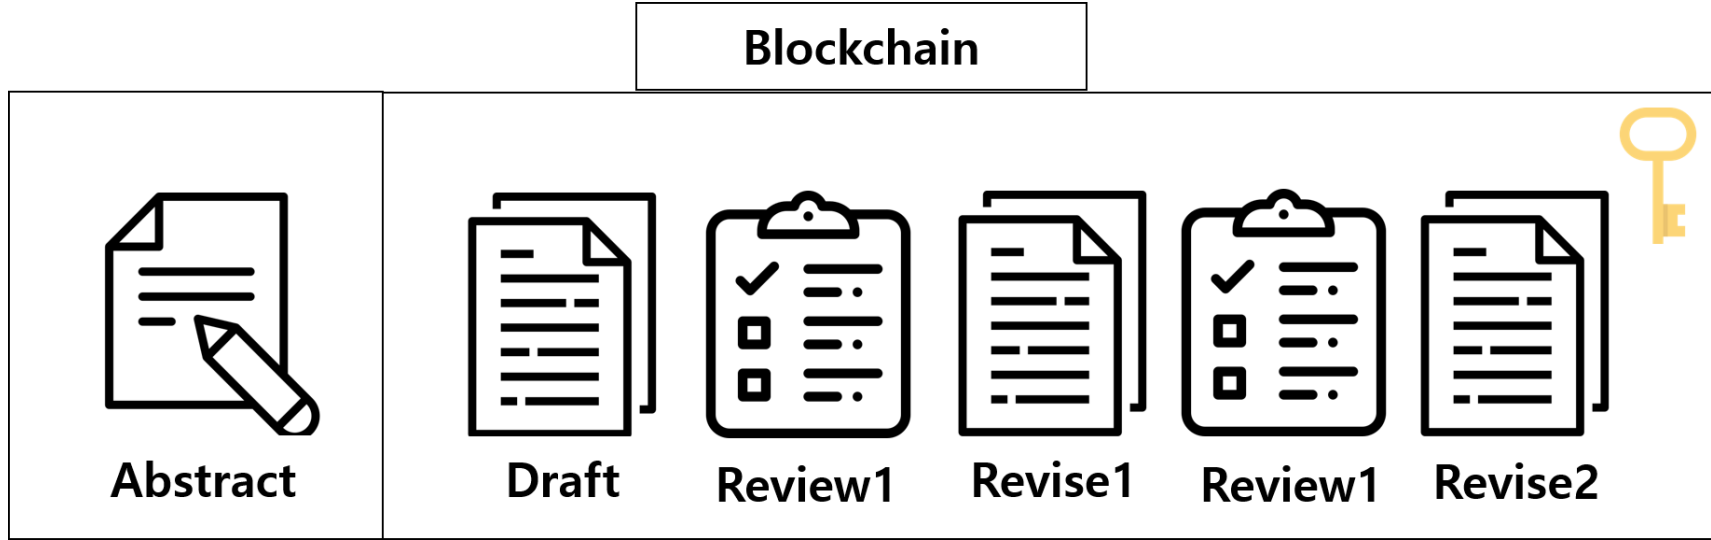 Blockchain
Abstract
Draft
Review1
Revise1
Review1
Revise2